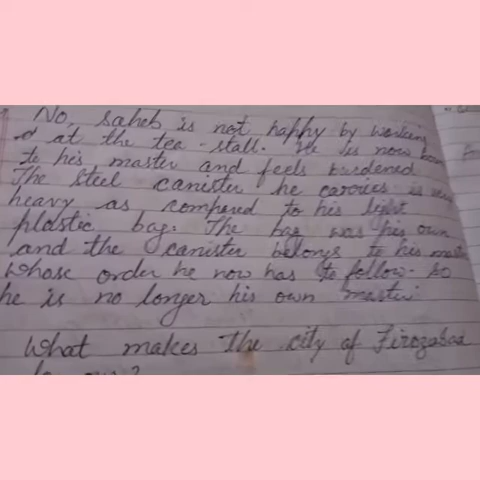 No, Saheb is not happy by working
at the tea-stall. He is now
to his master and feels burdened
The steel canister he carries is
heavy as compared to his light
plastic bag. The bag was his own
and the canister belongs to his
whose order he now has to follow. So
he is no longer his own master
What makes the city of Firozabad